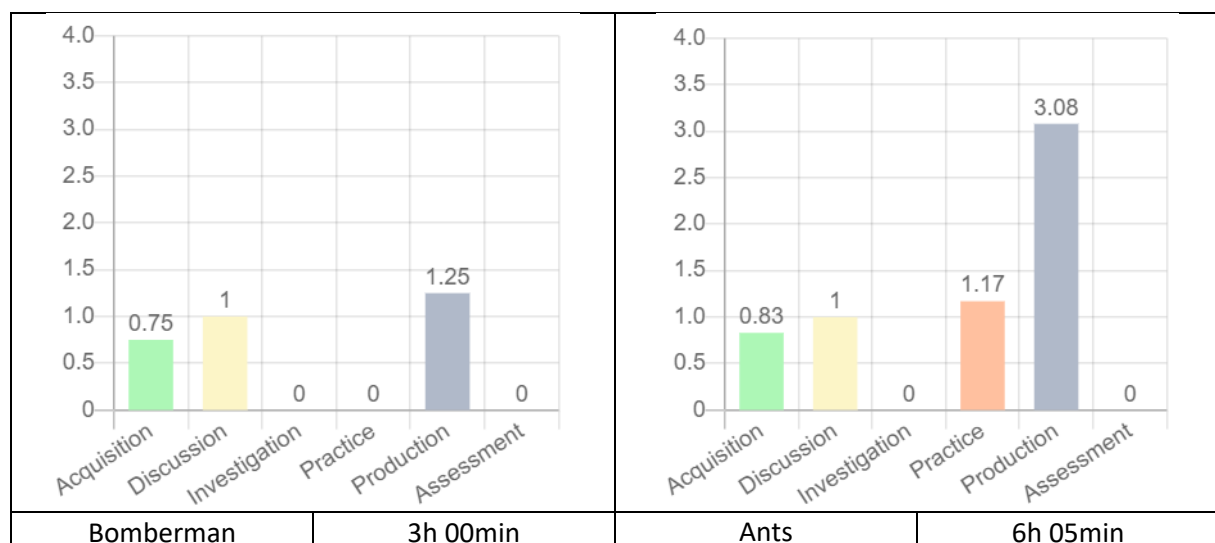 4.0
3.5
3.0
2.5
2.0
1.5
1.0
0.5
0
0.75
1
0
0
1.25
0
Acquisition
Discussion
Investigation
Practice
Production
Assessment
4.0
3.5
3.0
2.5
2.0
1.5
1.0
0.5
0
0.83
1
0
1.17
3.08
0
Acquisition
Discussion
Investigation
Practice
Production
Assessment
Bomberman 3h 00min Ants 6h 05min